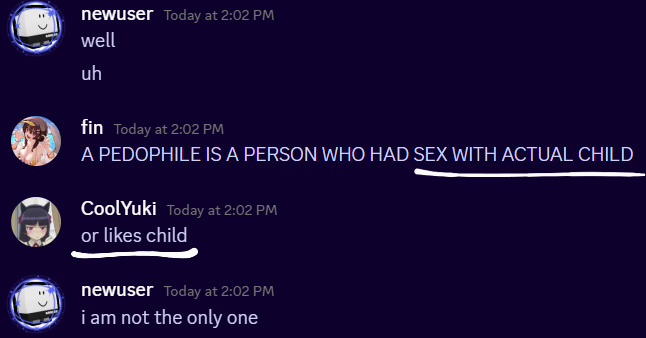 newuser Today at 2:02 PM
well
uh
fin Today at 2:02 PM
A PEDOPHILE IS A PERSON WHO HAD SEX WITH ACTUAL CHILD
CoolYuki Today at 2:02 PM
or likes child
newuser Today at 2:02 PM
i am not the only one